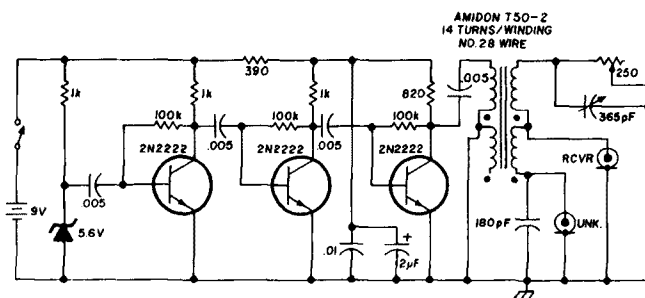 AMIDON T50-2
14 TURNS/WINDING
NO. 28 WIRE
390
1k
1k
1k
820
.005
250
365pF
100k
.005
100k
.005
100k
2N2222
2N2222
2N2222
RCVR
.005
9V
5.6V
.01
+
2µF
180pF
UNK.